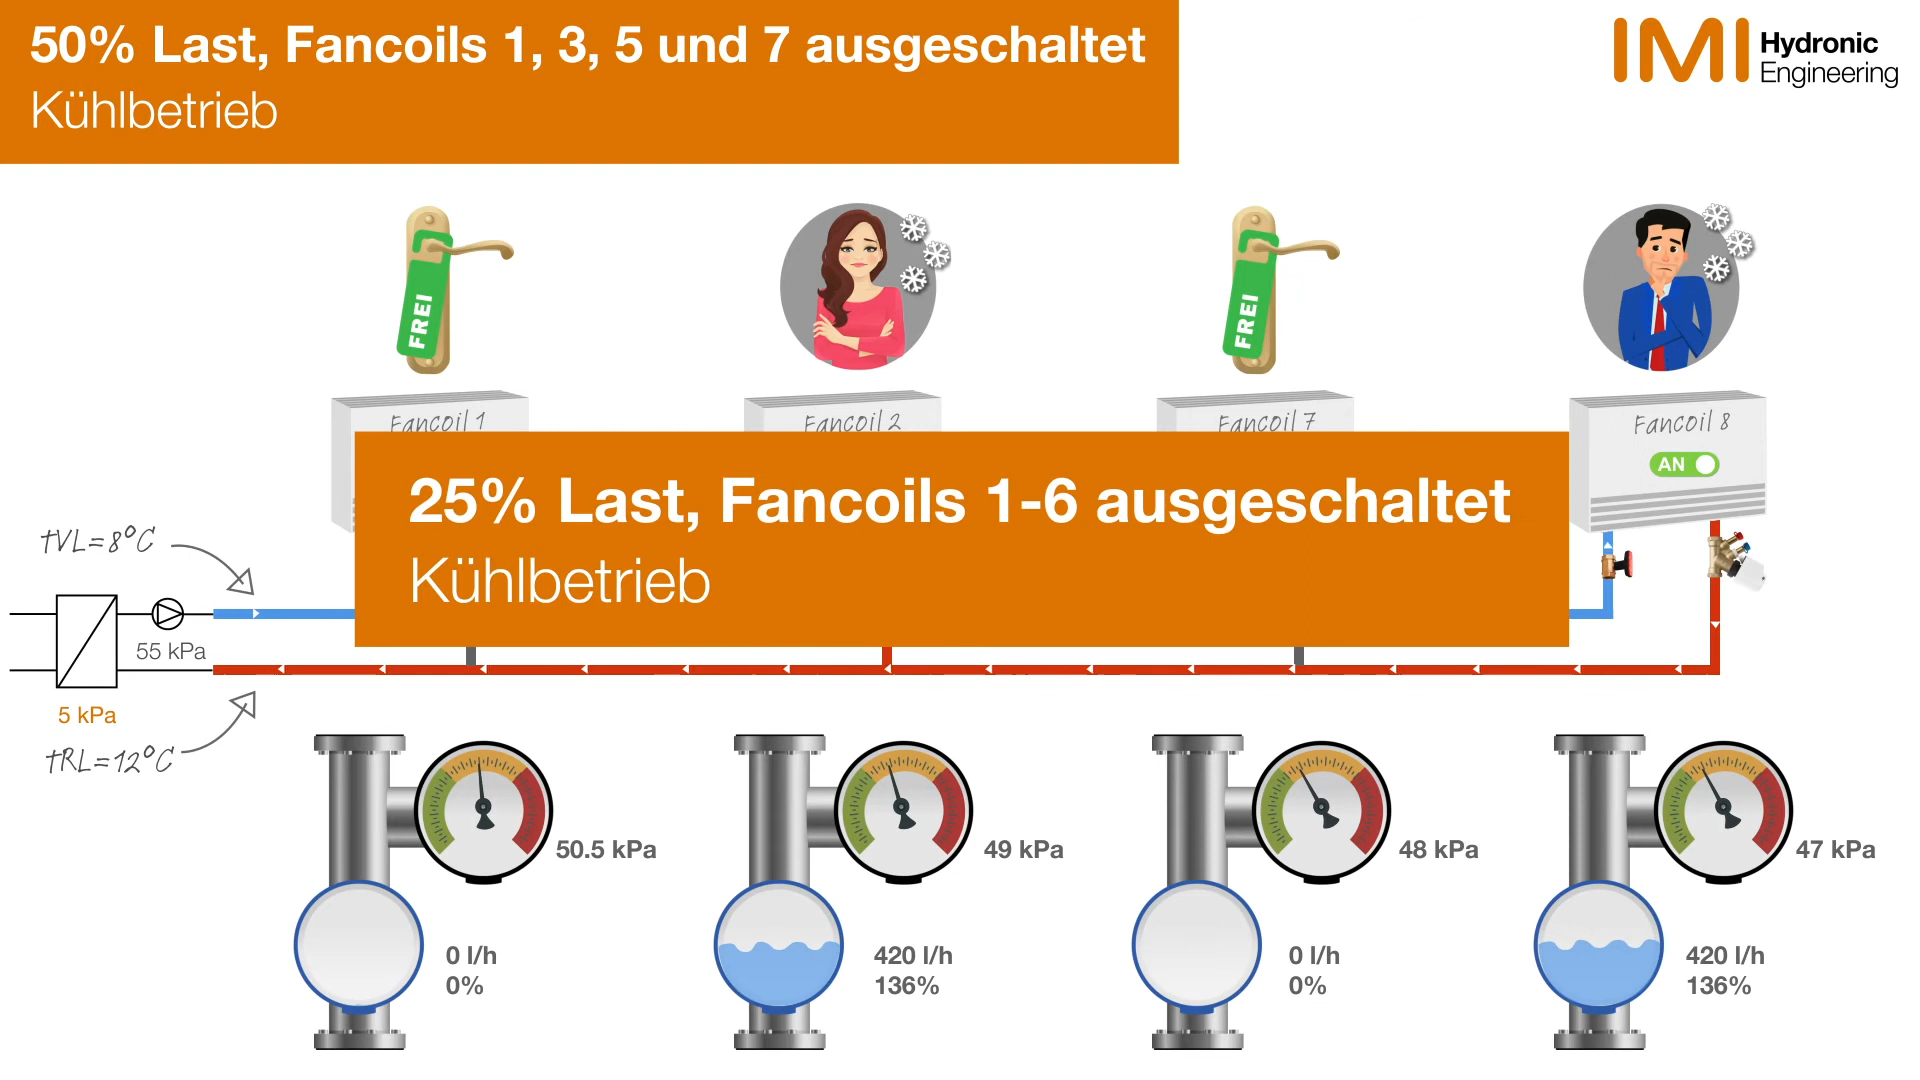 50% Last, Fancoils 1, 3, 5 und 7 ausgeschaltet
Kühlbetrieb
IMI Hydronic
Engineering
FREI
FREI
Fancoil 1
Fancoil 2
Fancoil 7
Fancoil 8
AN
25% Last, Fancoils 1-6 ausgeschaltet
Kühlbetrieb
tVL=8°C
55 kPa
5 kPa
tRL=12°C
50.5 kPa
49 kPa
48 kPa
47 kPa
0 l/h
0%
420 l/h
136%
0 l/h
0%
420 l/h
136%